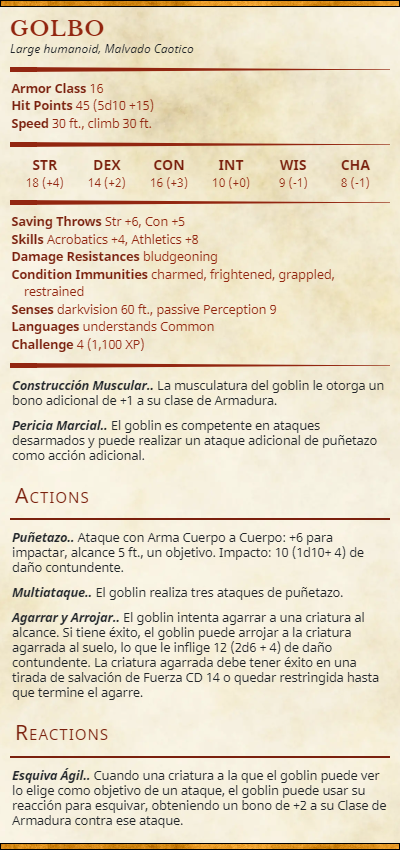 GOLBO
Large humanoid, Malvado Caotico
Armor Class 16
Hit Points 45 (5d10 +15)
Speed 30 ft., climb 30 ft.
STR DEX CON INT WIS CHA
18 (+4) 14 (+2) 16 (+3) 10 (+0) 9 (-1) 8 (-1)
Saving Throws Str +6, Con +5
Skills Acrobatics +4, Athletics +8
Damage Resistances bludgeoning
Condition Immunities charmed, frightened, grappled,
restrained
Senses darkvision 60 ft., passive Perception 9
Languages understands Common
Challenge 4 (1,100 XP)
Construcción Muscular.. La musculatura del goblin le otorga un
bono adicional de +1 a su clase de Armadura.
Pericia Marcial.. El goblin es competente en ataques
desarmados y puede realizar un ataque adicional de puñetazo
como acción adicional.
ACTIONS
Puñetazo.. Ataque con Arma Cuerpo a Cuerpo: +6 para
impactar, alcance 5 ft., un objetivo. Impacto: 10 (1d10+ 4) de
daño contundente.
Multiataque.. El goblin realiza tres ataques de puñetazo.
Agarrar y Arrojar.. El goblin intenta agarrar a una criatura al
alcance. Si tiene éxito, el goblin puede arrojar a la criatura
agarrada al suelo, lo que le inflige 12 (2d6 + 4) de daño
contundente. La criatura agarrada debe tener éxito en una
tirada de salvación de Fuerza CD 14 o quedar restringida hasta
que termine el agarre.
REACTIONS
Esquiva Ágil.. Cuando una criatura a la que el goblin puede ver
lo elige como objetivo de un ataque, el goblin puede usar su
reacción para esquivar, obteniendo un bono de +2 a su Clase de
Armadura contra ese ataque.